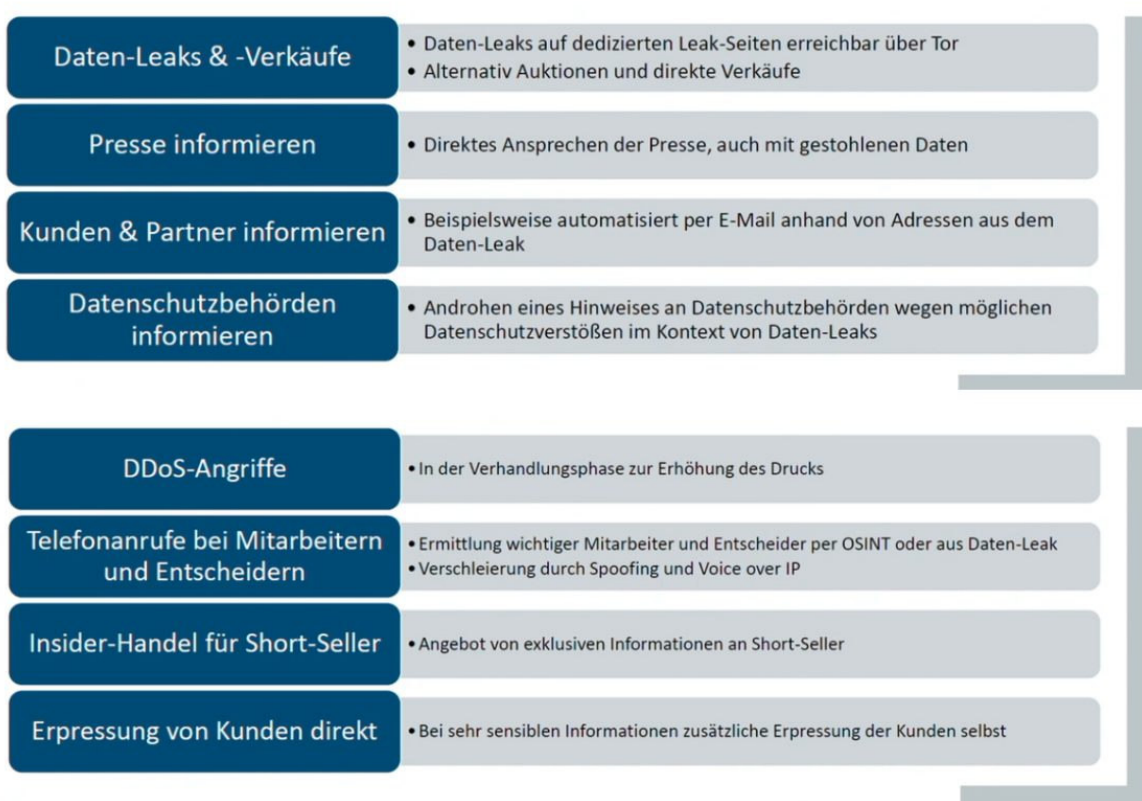 Daten-Leaks & -Verkäufe
• Daten-Leaks auf dedizierten Leak-Seiten erreichbar über Tor
• Alternativ Auktionen und direkte Verkäufe
Presse informieren
• Direktes Ansprechen der Presse, auch mit gestohlenen Daten
Kunden & Partner informieren
• Beispielsweise automatisiert per E-Mail anhand von Adressen aus dem
Daten-Leak
Datenschutzbehörden
informieren
• Androhen eines Hinweises an Datenschutzbehörden wegen möglichen
Datenschutzverstößen im Kontext von Daten-Leaks
DDoS-Angriffe
• In der Verhandlungsphase zur Erhöhung des Drucks
Telefonanrufe bei Mitarbeitern
und Entscheidern
• Ermittlung wichtiger Mitarbeiter und Entscheider per OSINT oder aus Daten-Leak
• Verschleierung durch Spoofing und Voice over IP
Insider-Handel für Short-Seller
• Angebot von exklusiven Informationen an Short-Seller
Erpressung von Kunden direkt
• Bei sehr sensiblen Informationen zusätzliche Erpressung der Kunden selbst